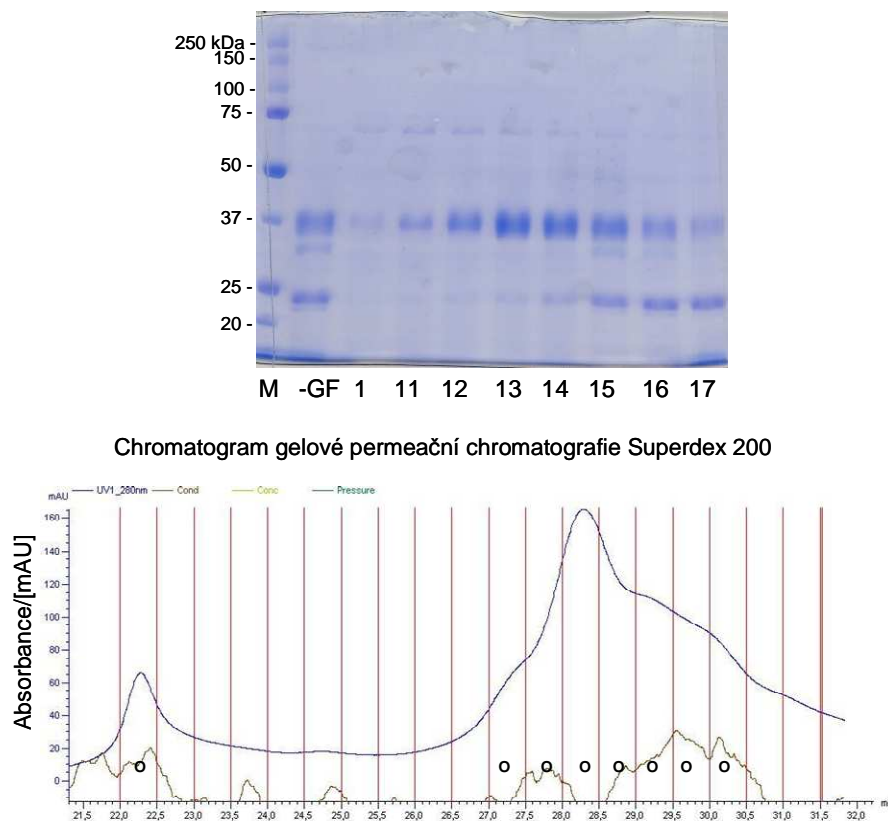 250 kDa -
150 -
100 -
75 -
50 -
37 -
25 -
20 -
M -GF 1 11 12 13 14 15 16 17
Chromatogram gelové permeační chromatografie Superdex 200
mAU UV1_280nm Cond Conc Pressure
Absorbance/[mAU]
160
140
120
100
80
60
40
20
0
o o o o o o o o
21,5 22,0 22,5 23,0 23,5 24,0 24,5 25,0 25,5 26,0 26,5 27,0 27,5 28,0 28,5 29,0 29,5 30,0 30,5 31,0 31,5 32,0